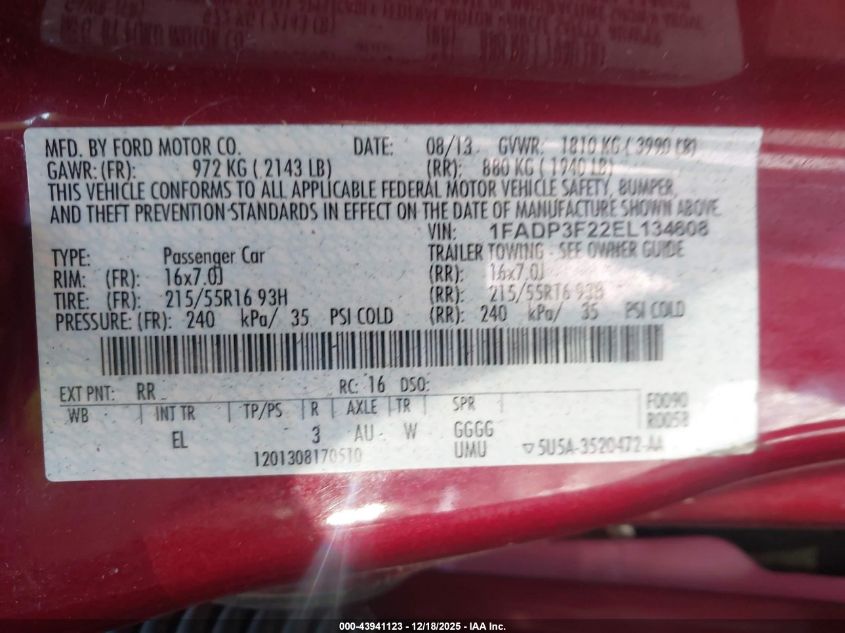 MFD. BY FORD MOTOR CO. DATE: 08/13 GVWR: 1810 KG ( 3990 LB)
GAWR: (FR): 972 KG ( 2143 LB) (RR): 880 KG ( 1940 LB)
THIS VEHICLE CONFORMS TO ALL APPLICABLE FEDERAL MOTOR VEHICLE SAFETY, BUMPER,
AND THEFT PREVENTION STANDARDS IN EFFECT ON THE DATE OF MANUFACTURE SHOWN ABOVE.
VIN: 1FADP3F22EL134608
TYPE: Passenger Car TRAILER TOWING - SEE OWNER GUIDE
RIM: (FR): 16x7.0J (RR): 16x7.0J
TIRE: (FR): 215/55R16 93H (RR): 215/55R16 93H
PRESSURE: (FR): 240 kPa/ 35 PSI COLD (RR): 240 kPa/ 35 PSI COLD
EXT PNT: RR RC: 16 DSO:
WB INT TR TP/PS R AXLE TR SPR F0090
R0058
EL 3 AU W GGGG
1201308170510 UMU ▽5U5A-3520472-AA
000-43941123 - 12/18/2025 - IAA Inc.